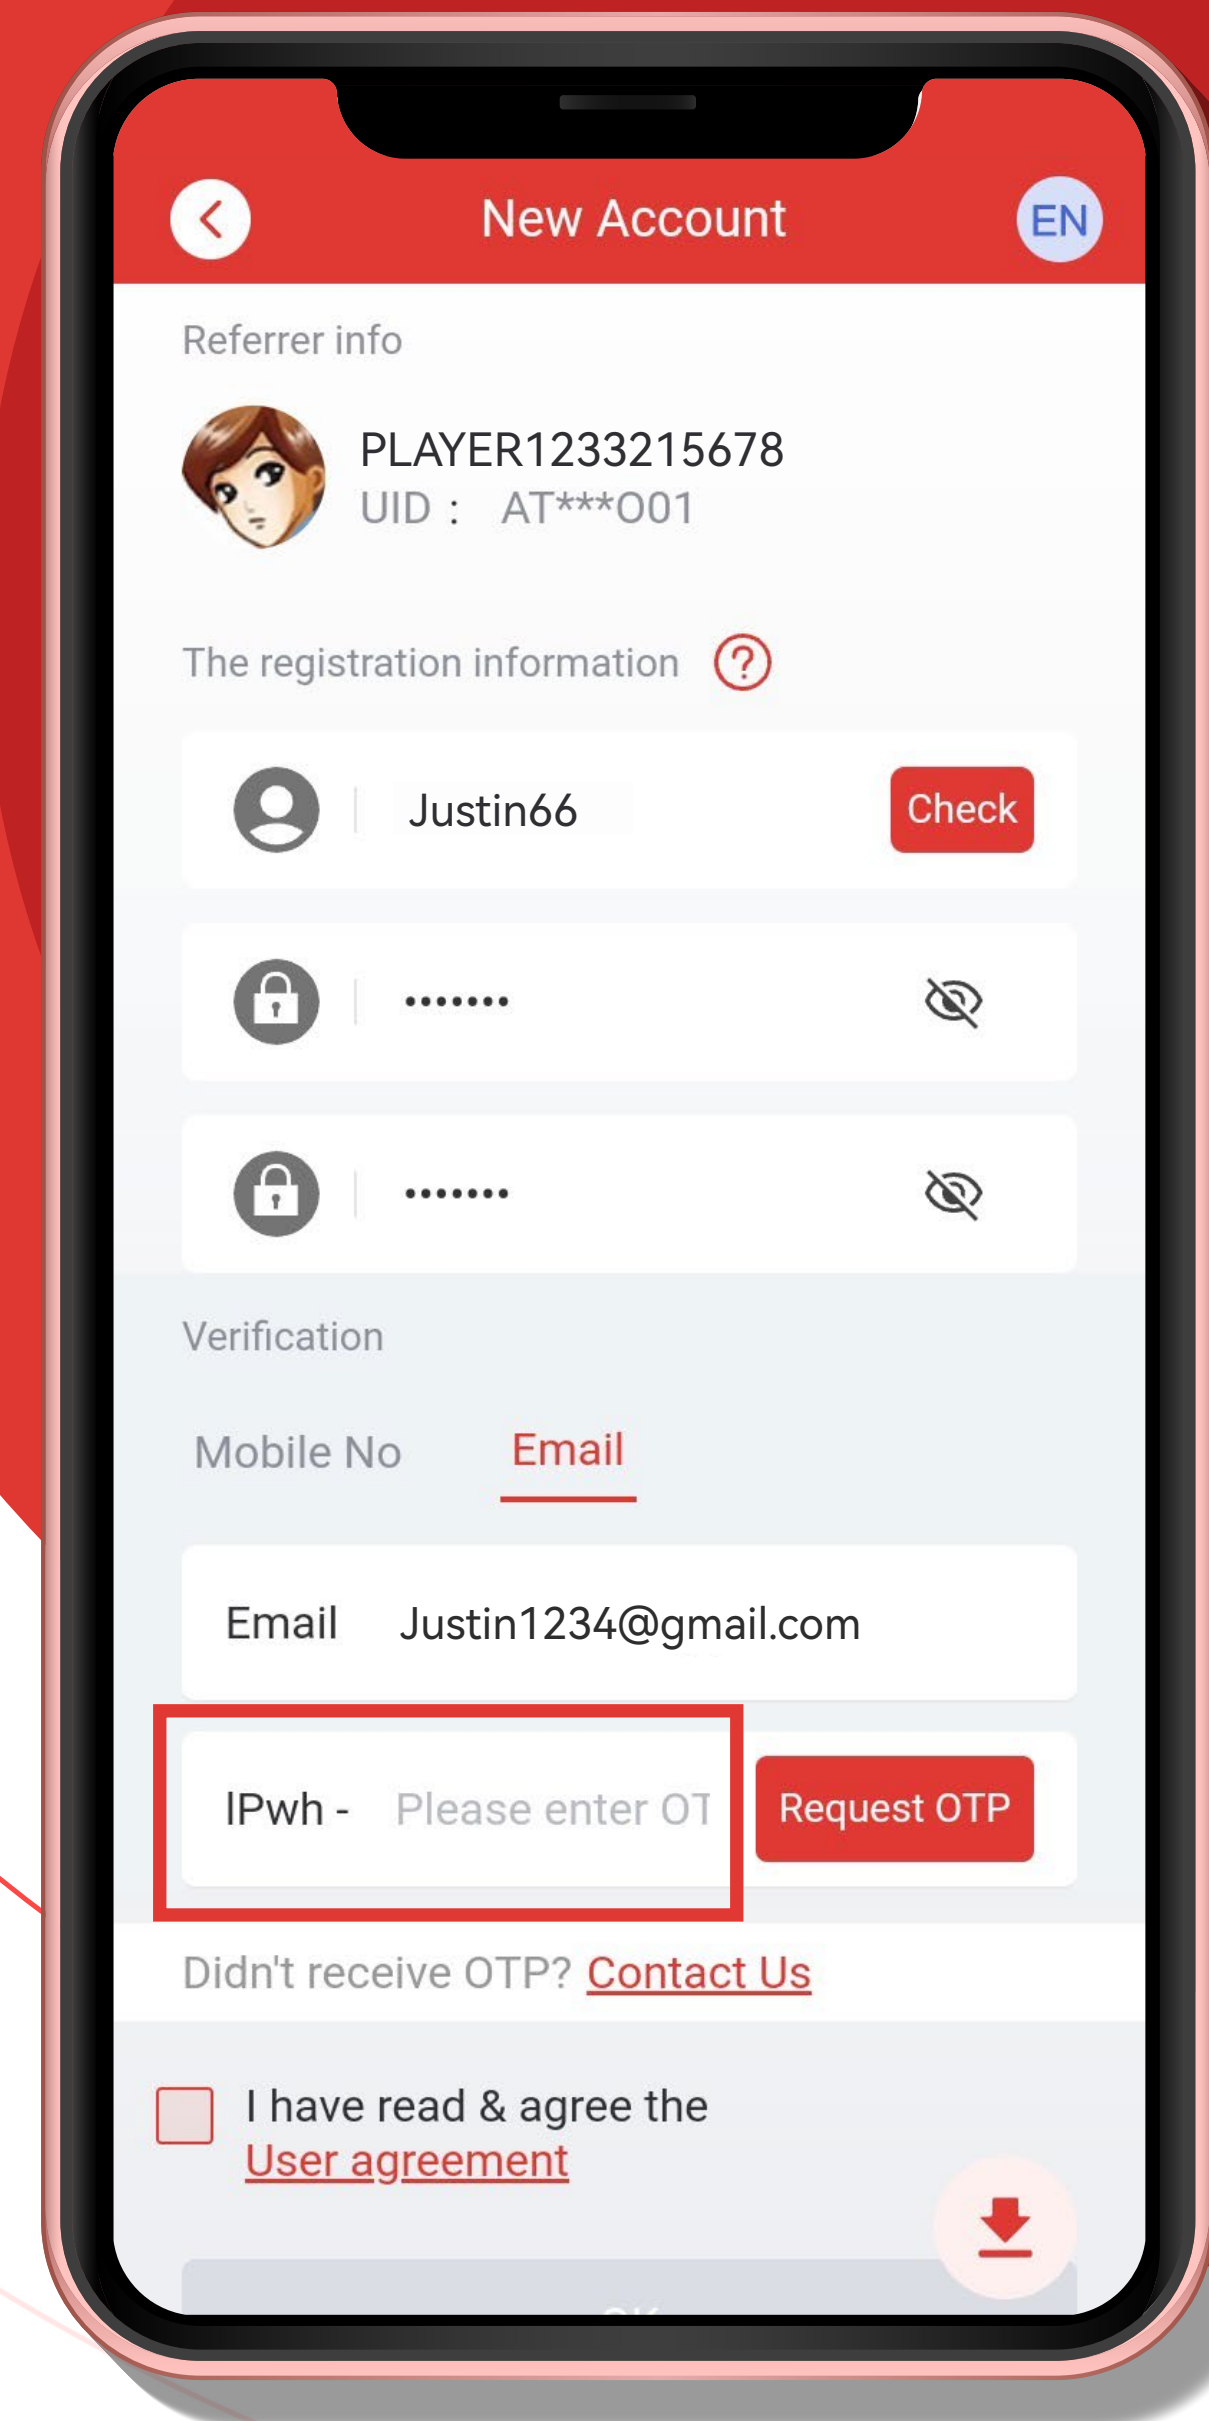 New Account
EN
Referrer info
PLAYER1233215678
UID : AT***O01
The registration information ?
Justin66
Check
•••••••
•••••••
Verification
Mobile No Email
Email Justin1234@gmail.com
lPwh - Please enter OT
Request OTP
Didn't receive OTP? Contact Us
I have read & agree the
User agreement